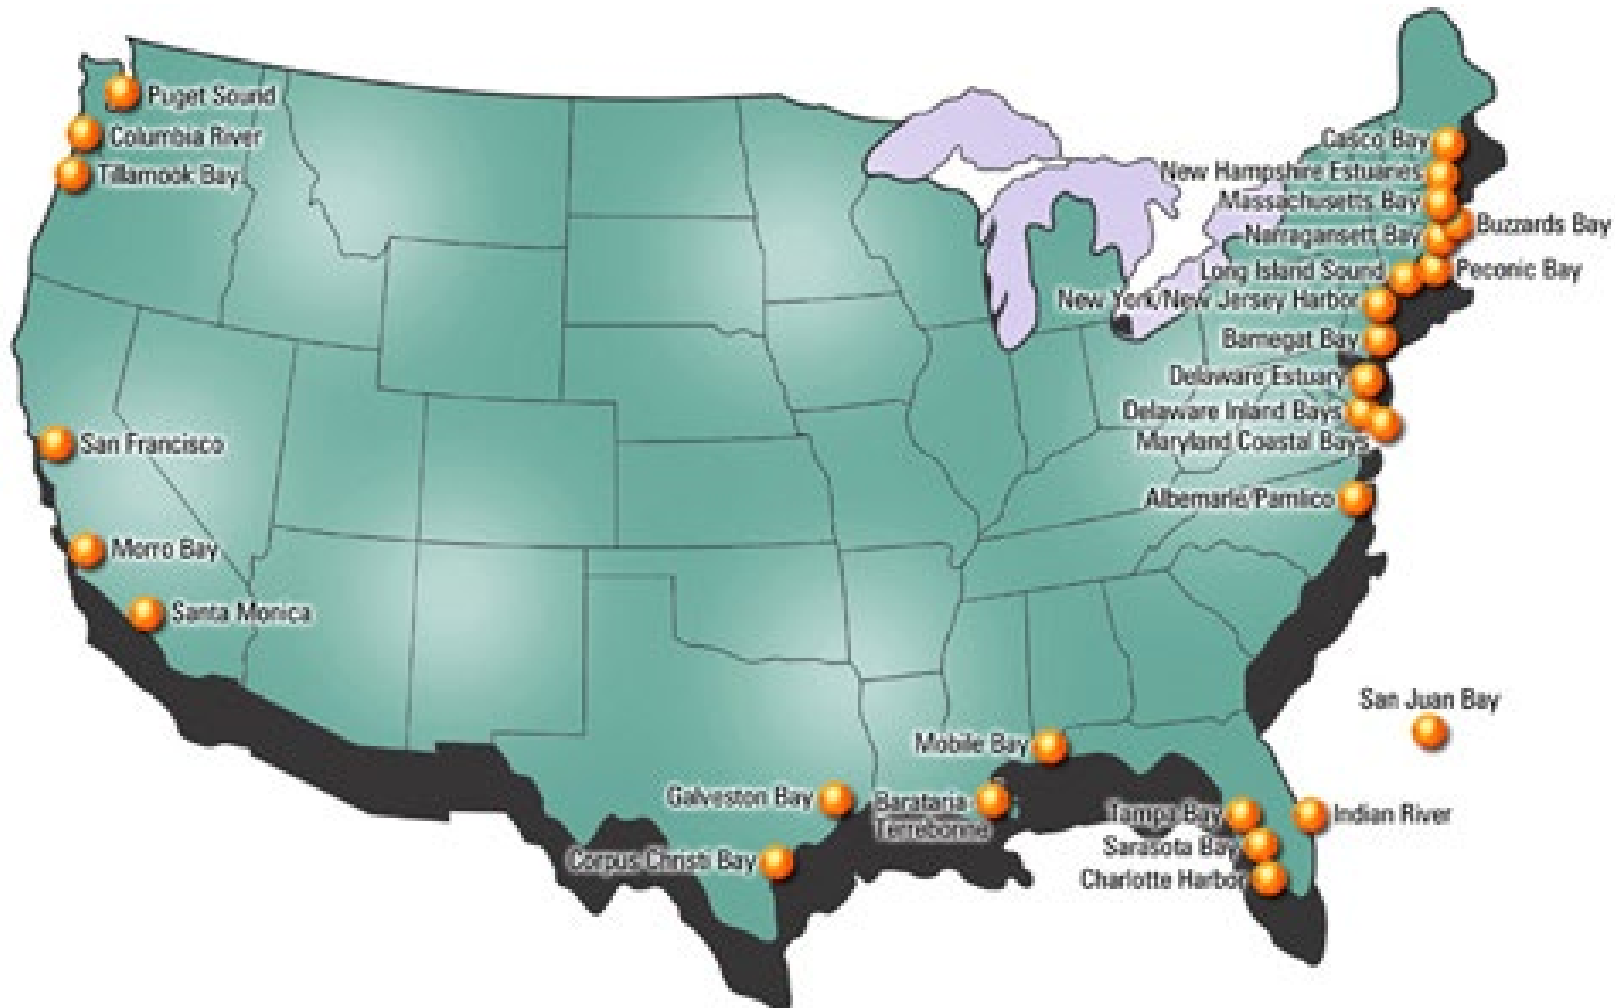 Puget Sound
Columbia River
Tillamook Bay
San Francisco
Morro Bay
Santa Monica
Casco Bay
New Hampshire Estuaries
Massachusetts Bay
Buzzards Bay
Narragansett Bay
Long Island Sound
Peconic Bay
New York/New Jersey Harbor
Barnegat Bay
Delaware Estuary
Delaware Inland Bays
Maryland Coastal Bays
Albemarle/Pamlico
San Juan Bay
Mobile Bay
Galveston Bay
Barataria-
Terrebonne
Corpus Christi Bay
Tampa Bay
Indian River
Sarasota Bay
Charlotte Harbor